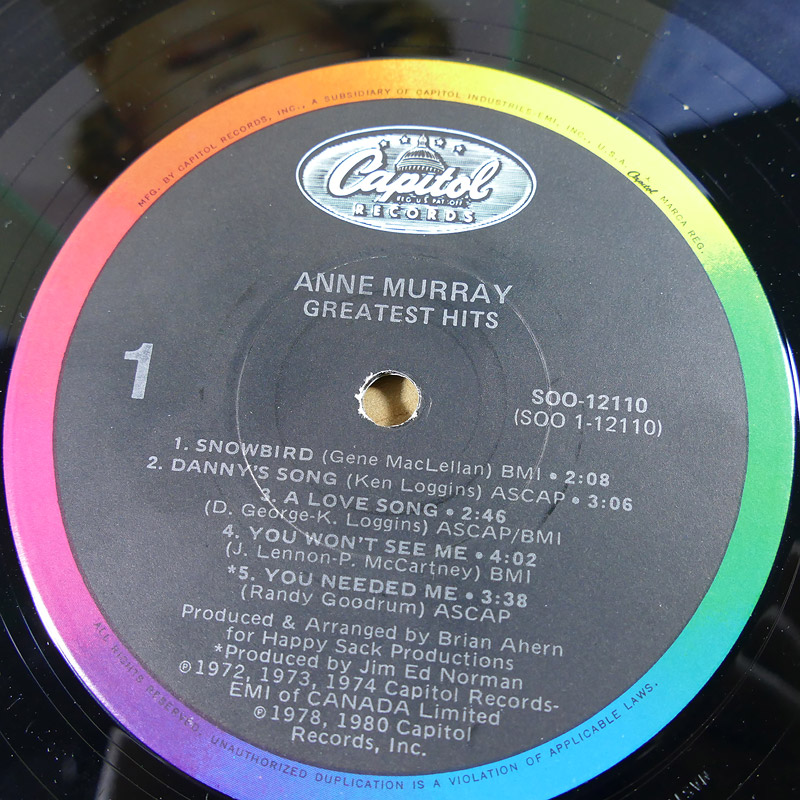 MFG. BY CAPITOL RECORDS, INC., A SUBSIDIARY OF CAPITOL INDUSTRIES-EMI, INC., U.S.A. Capitol MARCA REG.
Capitol
REG. U.S. PAT. OFF.
RECORDS
ANNE MURRAY
GREATEST HITS
1
SOO-12110
(SOO 1-12110)
1. SNOWBIRD (Gene MacLellan) BMI • 2:08
2. DANNY'S SONG (Ken Loggins) ASCAP • 3:06
3. A LOVE SONG • 2:46
(D. George-K. Loggins) ASCAP/BMI
4. YOU WON'T SEE ME • 4:02
(J. Lennon-P. McCartney) BMI
*5. YOU NEEDED ME • 3:38
(Randy Goodrum) ASCAP
Produced & Arranged by Brian Ahern
for Happy Sack Productions
*Produced by Jim Ed Norman
℗1972, 1973, 1974 Capitol Records-
EMI of CANADA Limited
℗1978, 1980 Capitol
Records, Inc.
ALL RIGHTS RESERVED. UNAUTHORIZED DUPLICATION IS A VIOLATION OF APPLICABLE LAWS.